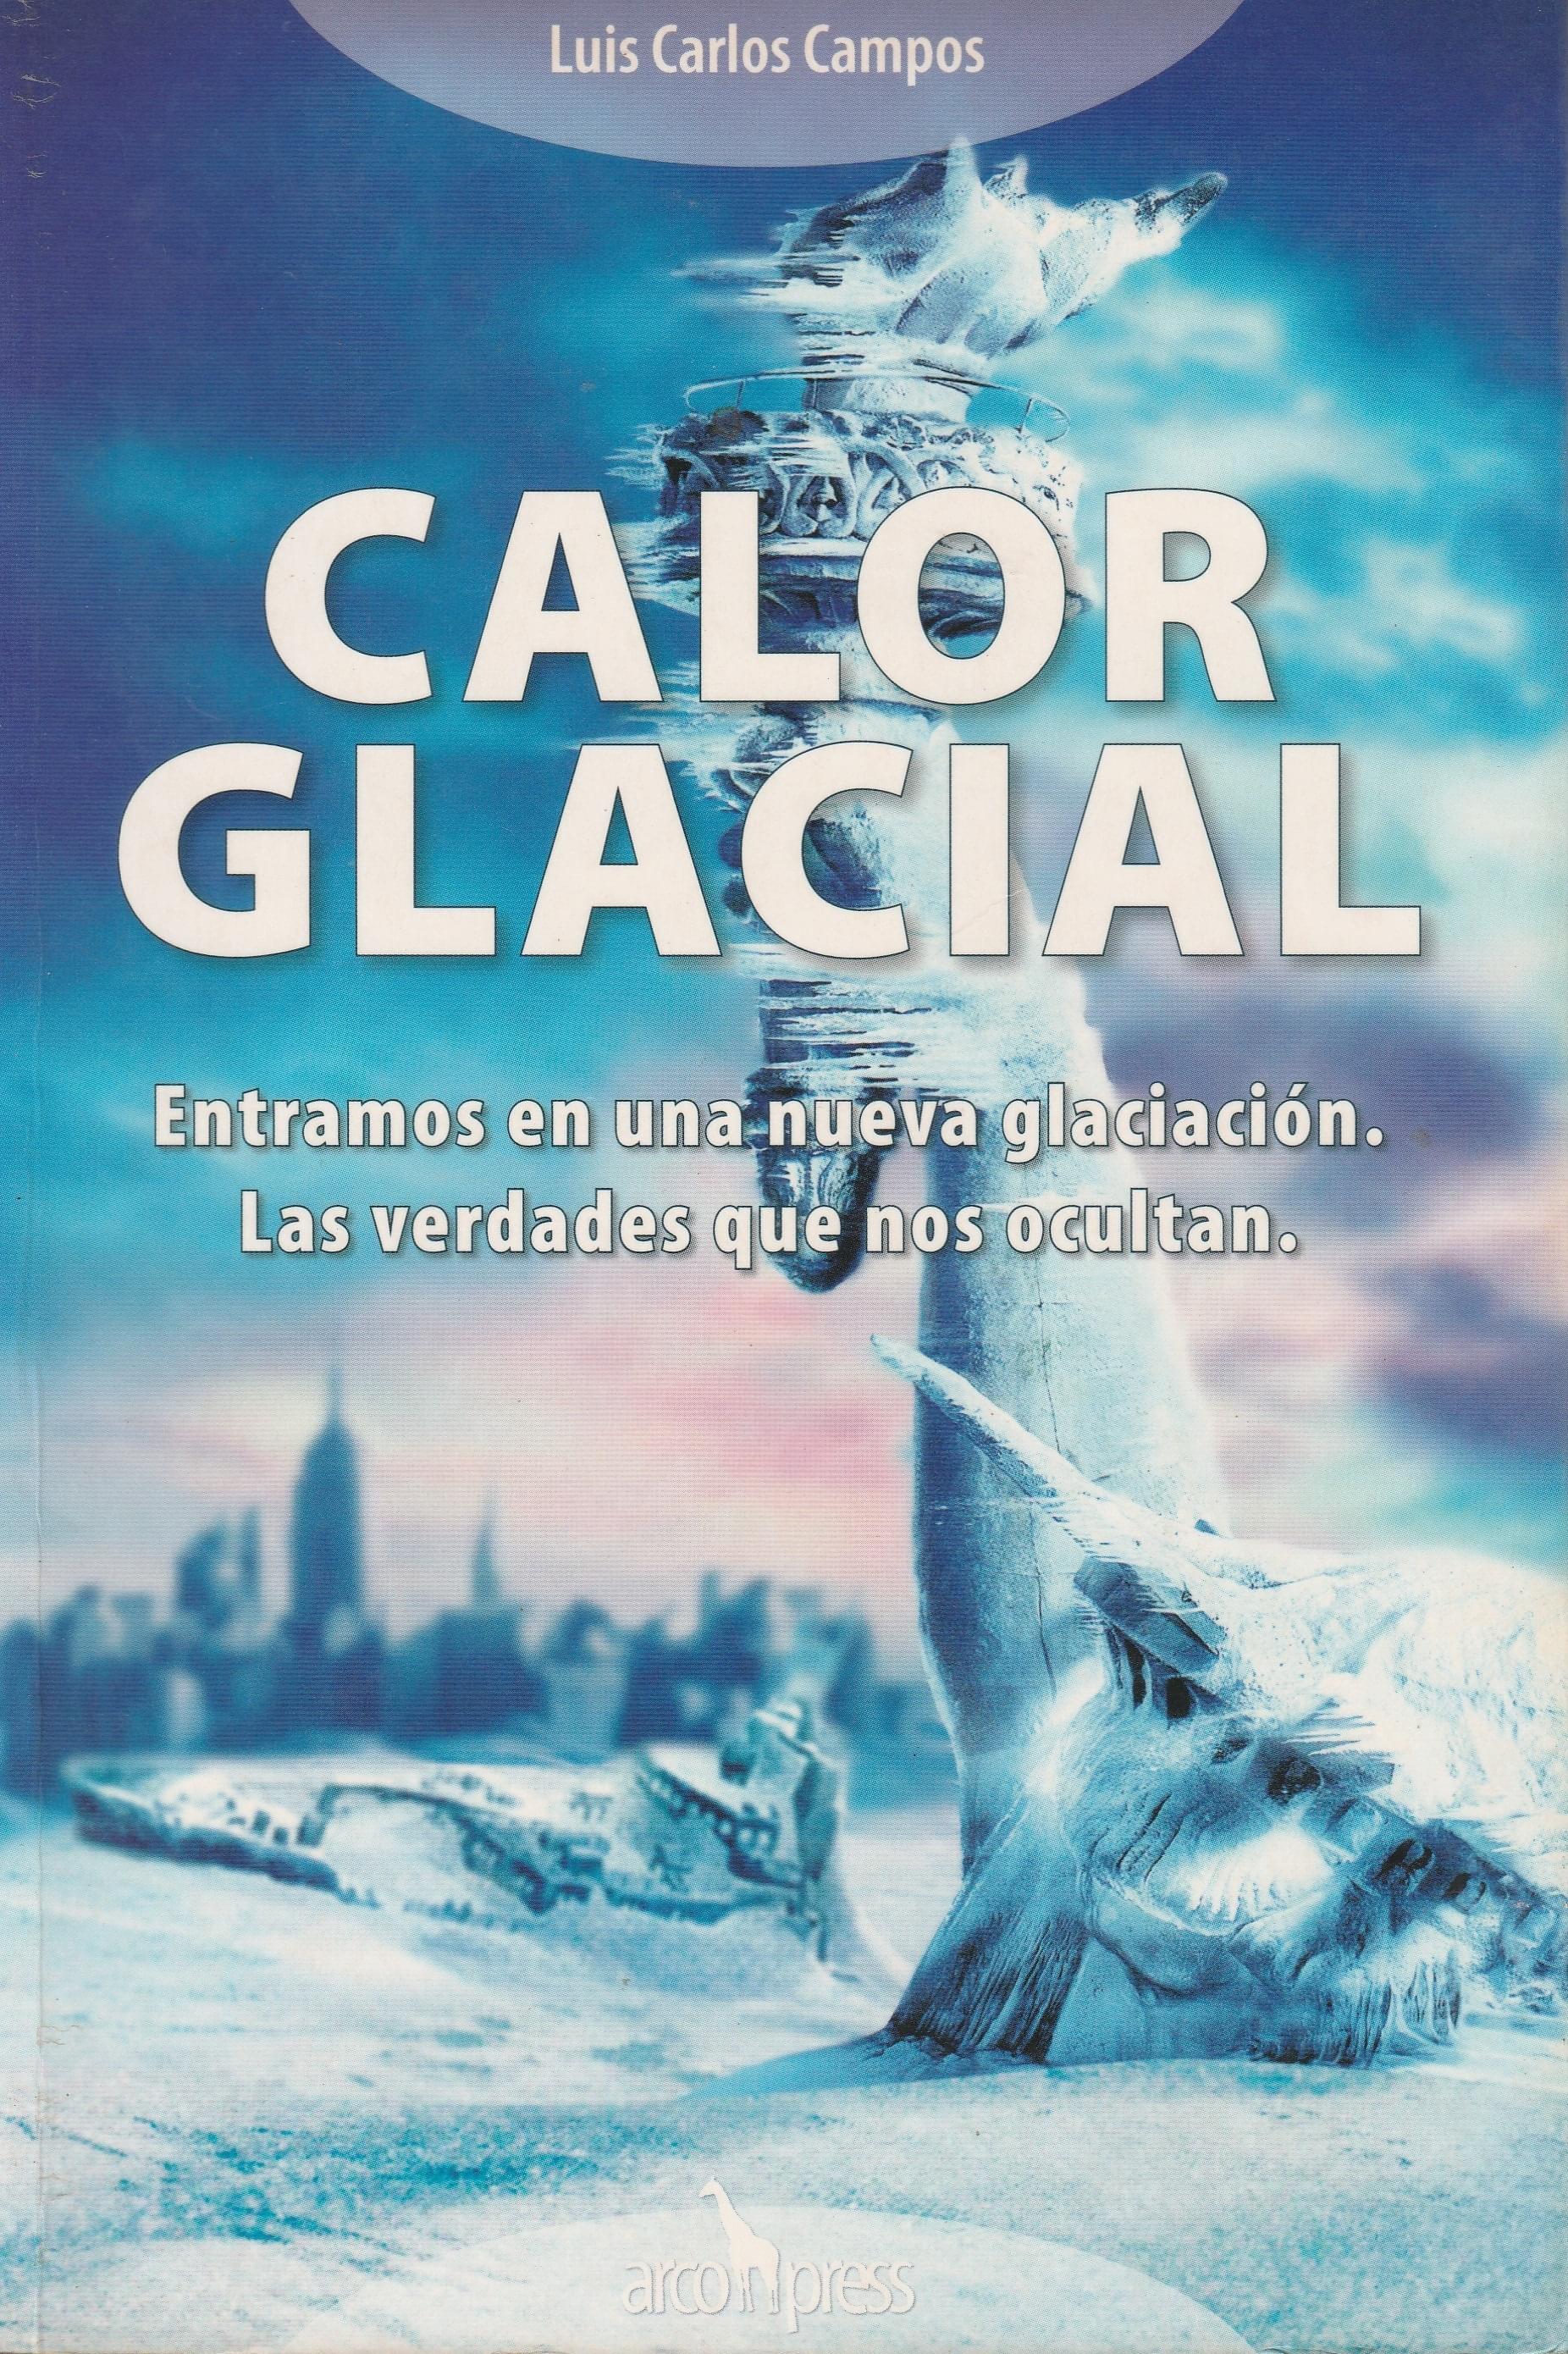 Luis Carlos Campos
CALOR
GLACIAL
Entramos en una nueva glaciación.
Las verdades que nos ocultan.
arcopress